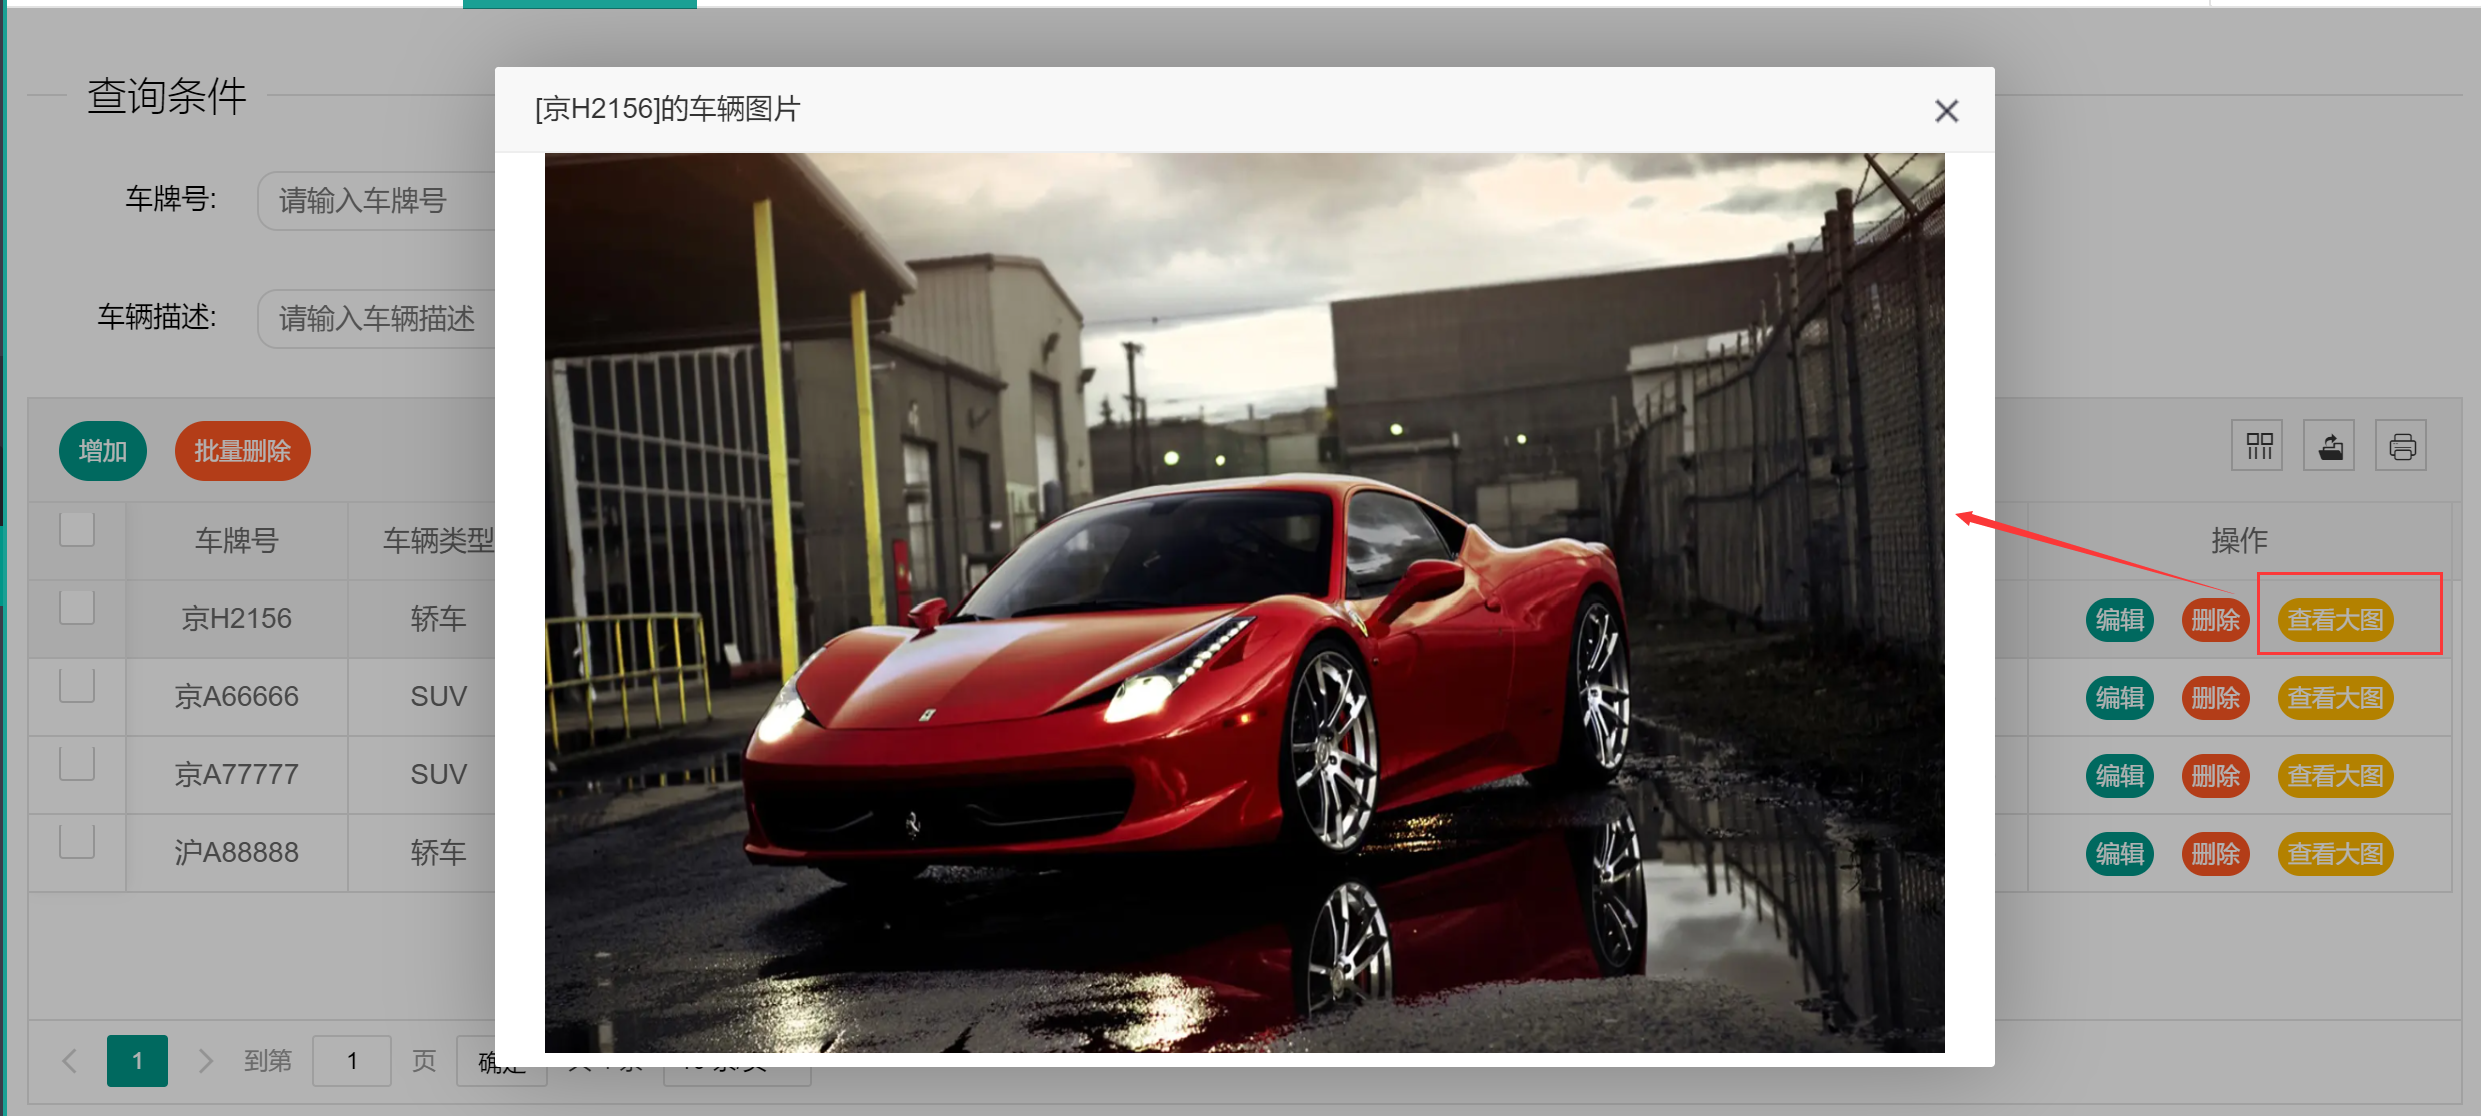 [京H2156]的车辆图片
查询条件
车牌号:
请输入车牌号
车辆描述:
请输入车辆描述
增加 批量删除
车牌号 车辆类型 操作
京H2156 轿车 编辑 删除 查看大图
京A66666 SUV 编辑 删除 查看大图
京A77777 SUV 编辑 删除 查看大图
沪A88888 轿车 编辑 删除 查看大图
1 到第 1 页 确定